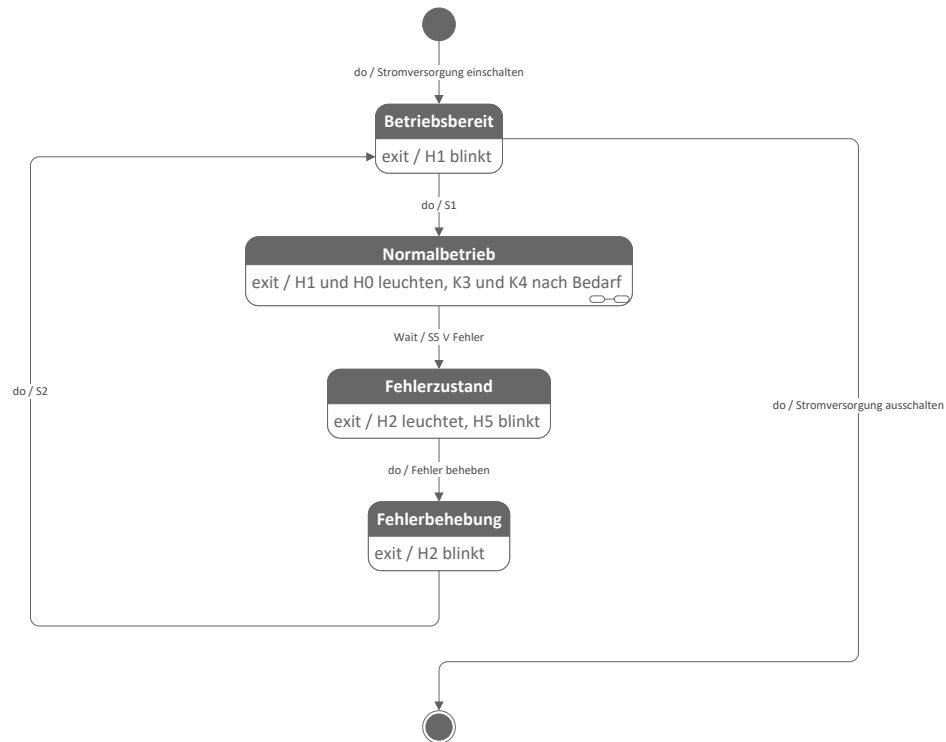 do / Stromversorgung einschalten
Betriebsbereit
exit / H1 blinkt
do / S1
Normalbetrieb
exit / H1 und H0 leuchten, K3 und K4 nach Bedarf
Wait / S5 ∨ Fehler
Fehlerzustand
do / S2
exit / H2 leuchtet, H5 blinkt
do / Stromversorgung ausschalten
do / Fehler beheben
Fehlerbehebung
exit / H2 blinkt